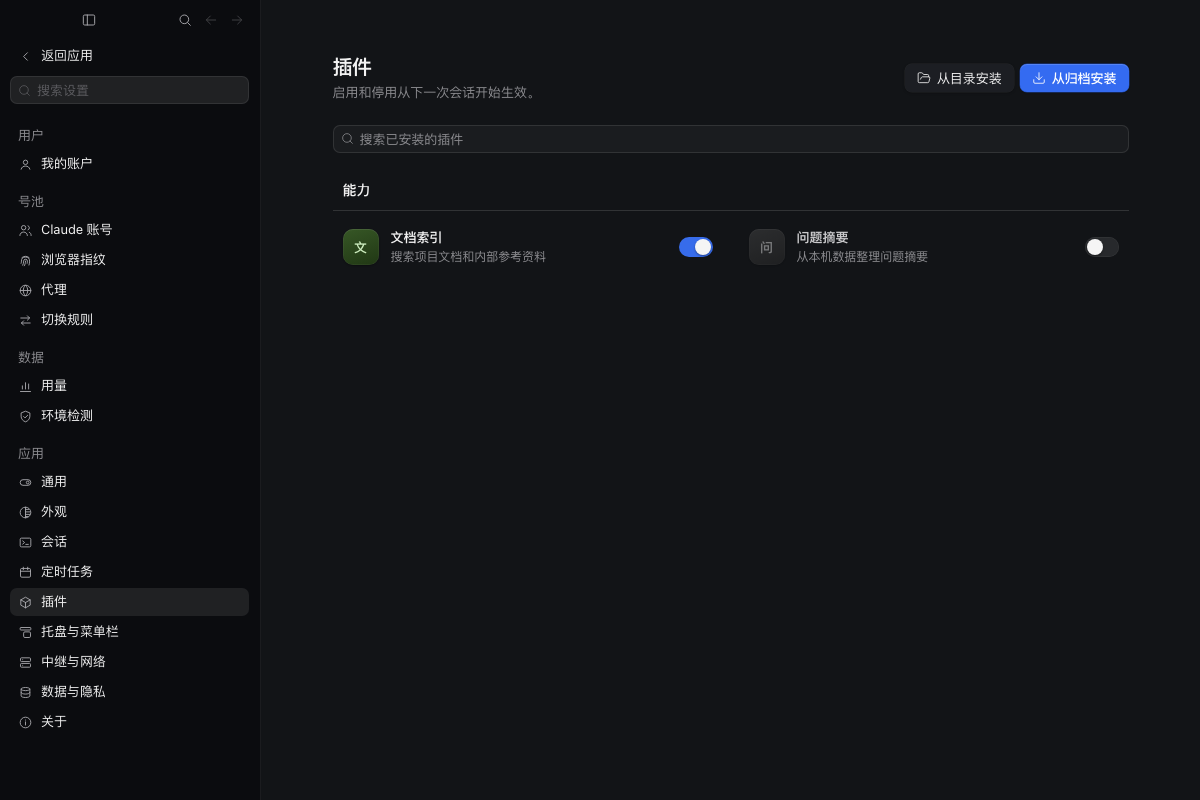 返回应用
搜索设置
用户
我的账户
号池
Claude 账号
浏览器指纹
代理
切换规则
数据
用量
环境检测
应用
通用
外观
会话
定时任务
插件
托盘与菜单栏
中继与网络
数据与隐私
关于
插件
启用和停用从下一次会话开始生效。
从目录安装
从归档安装
搜索已安装的插件
能力
文
文档索引
搜索项目文档和内部参考资料
问
问题摘要
从本机数据整理问题摘要